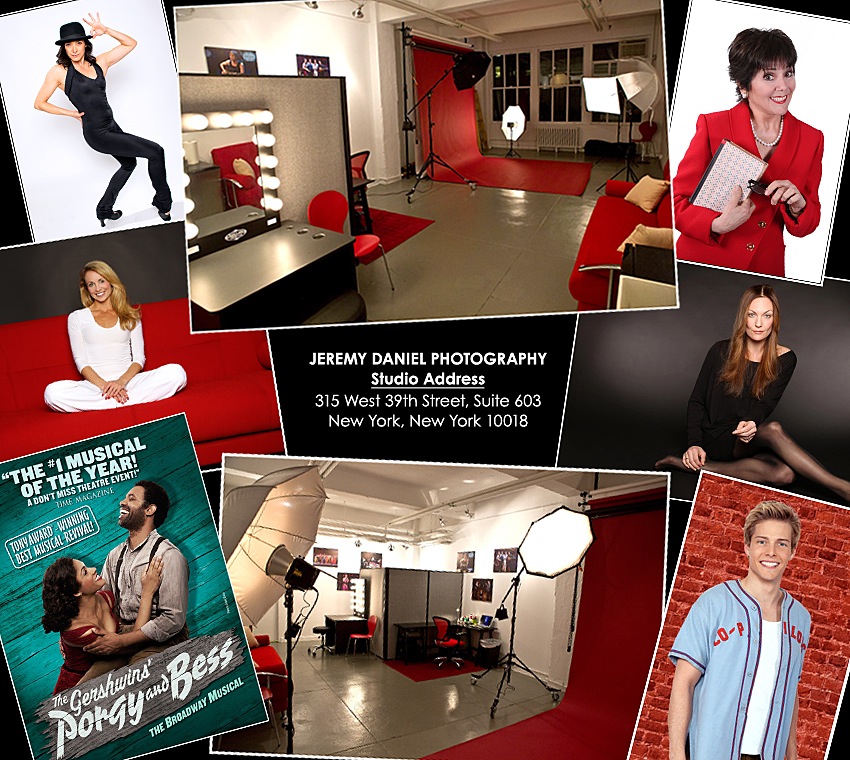 JEREMY DANIEL PHOTOGRAPHY
Studio Address
315 West 39th Street, Suite 603
New York, New York 10018
"THE #1 MUSICAL
OF THE YEAR!
A DON'T MISS THEATRE EVENT!"
TIME MAGAZINE
TONY AWARD-WINNING
BEST MUSICAL REVIVAL!
The Gershwins'
Porgy and Bess
THE BROADWAY MUSICAL
CO-P ILOT